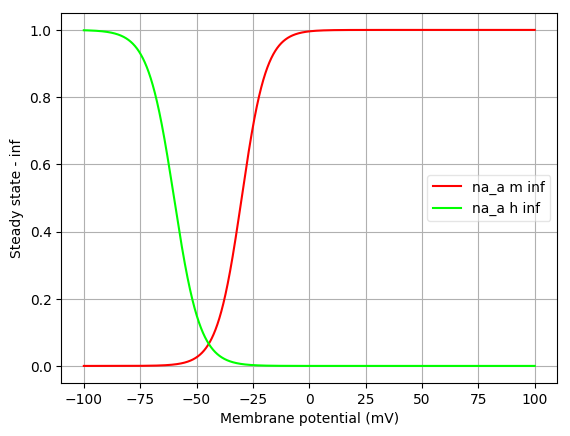 1.0
0.8
0.6
0.4
0.2
0.0
Steady state - inf
na_a m inf
na_a h inf
−100 −75 −50 −25 0 25 50 75 100
Membrane potential (mV)